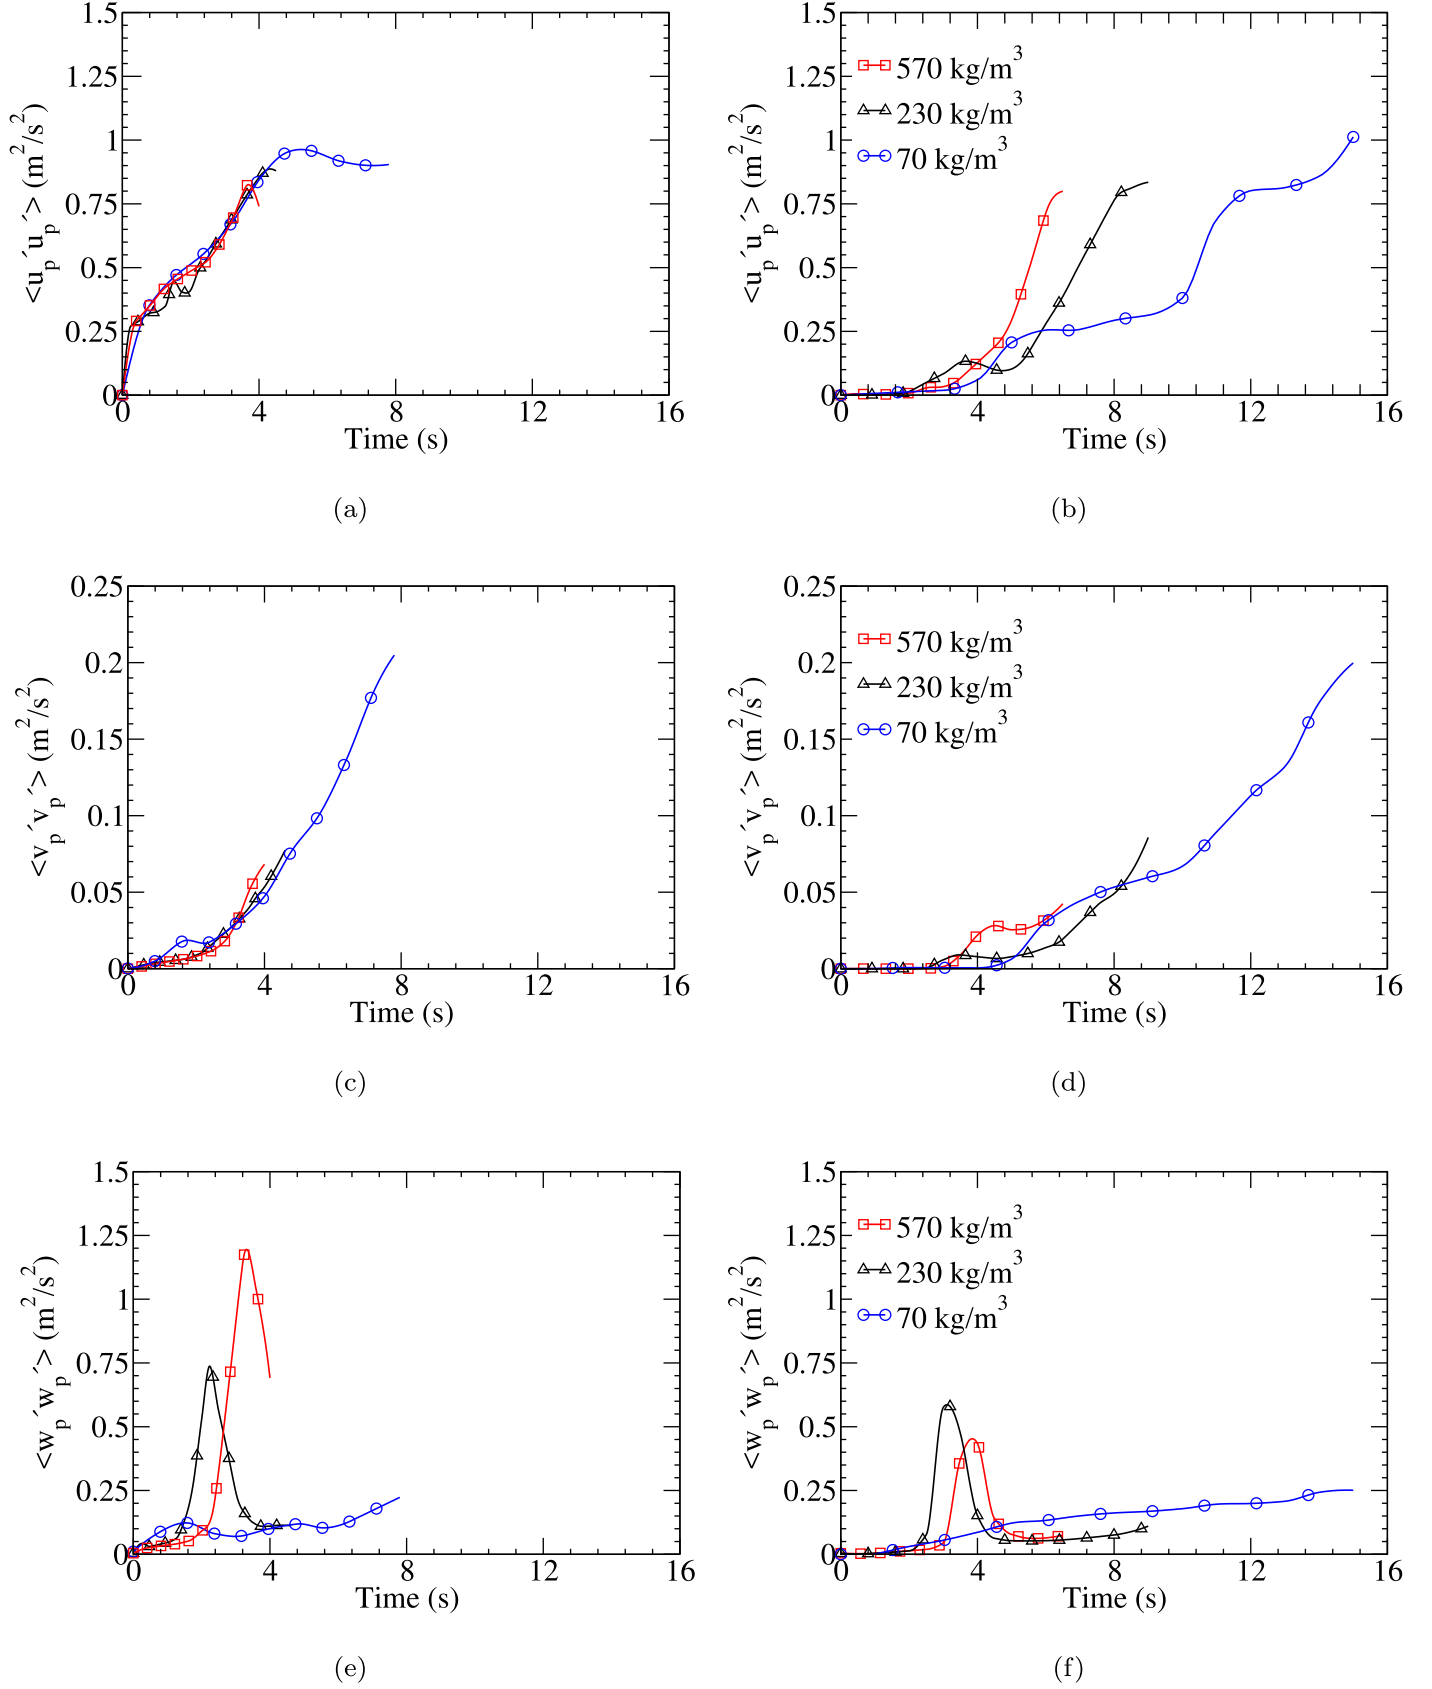 1.5
1.25
1
0.75
0.5
0.25
0
<u_p´u_p´> (m²/s²)
0 4 8 12 16
Time (s)
(a)
1.5
1.25
1
0.75
0.5
0.25
0
<u_p´u_p´> (m²/s²)
570 kg/m³
230 kg/m³
70 kg/m³
0 4 8 12 16
Time (s)
(b)
0.25
0.2
0.15
0.1
0.05
0
<v_p´v_p´> (m²/s²)
0 4 8 12 16
Time (s)
(c)
0.25
0.2
0.15
0.1
0.05
0
<v_p´v_p´> (m²/s²)
570 kg/m³
230 kg/m³
70 kg/m³
0 4 8 12 16
Time (s)
(d)
1.5
1.25
1
0.75
0.5
0.25
0
<w_p´w_p´> (m²/s²)
0 4 8 12 16
Time (s)
(e)
1.5
1.25
1
0.75
0.5
0.25
0
<w_p´w_p´> (m²/s²)
570 kg/m³
230 kg/m³
70 kg/m³
0 4 8 12 16
Time (s)
(f)